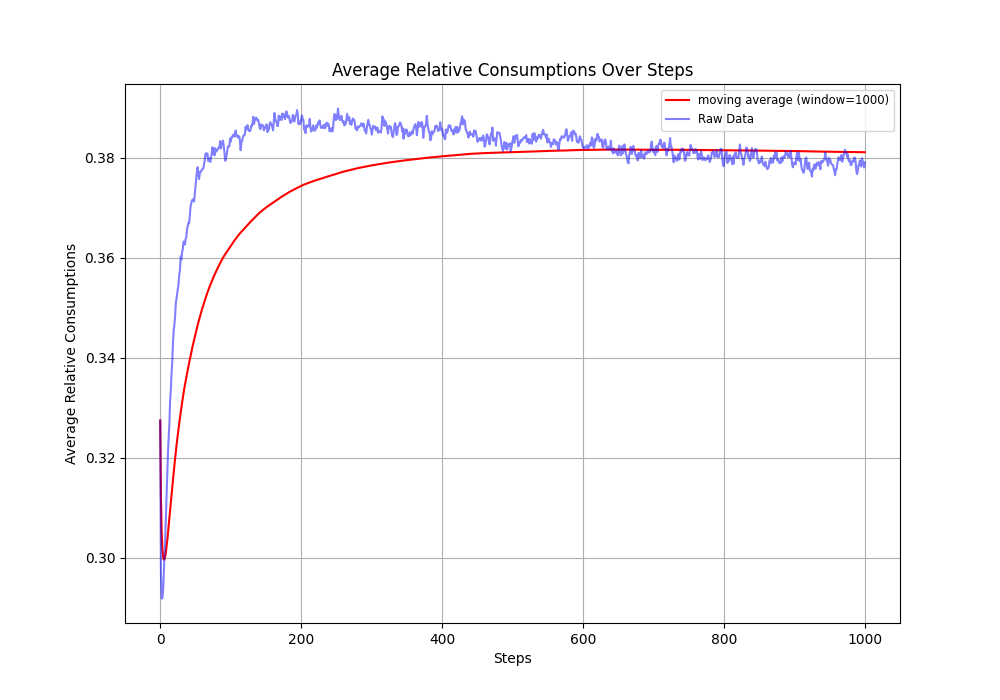 Average Relative Consumptions Over Steps
moving average (window=1000)
Raw Data
Average Relative Consumptions
0.38
0.36
0.34
0.32
0.30
0
200
400
600
800
1000
Steps